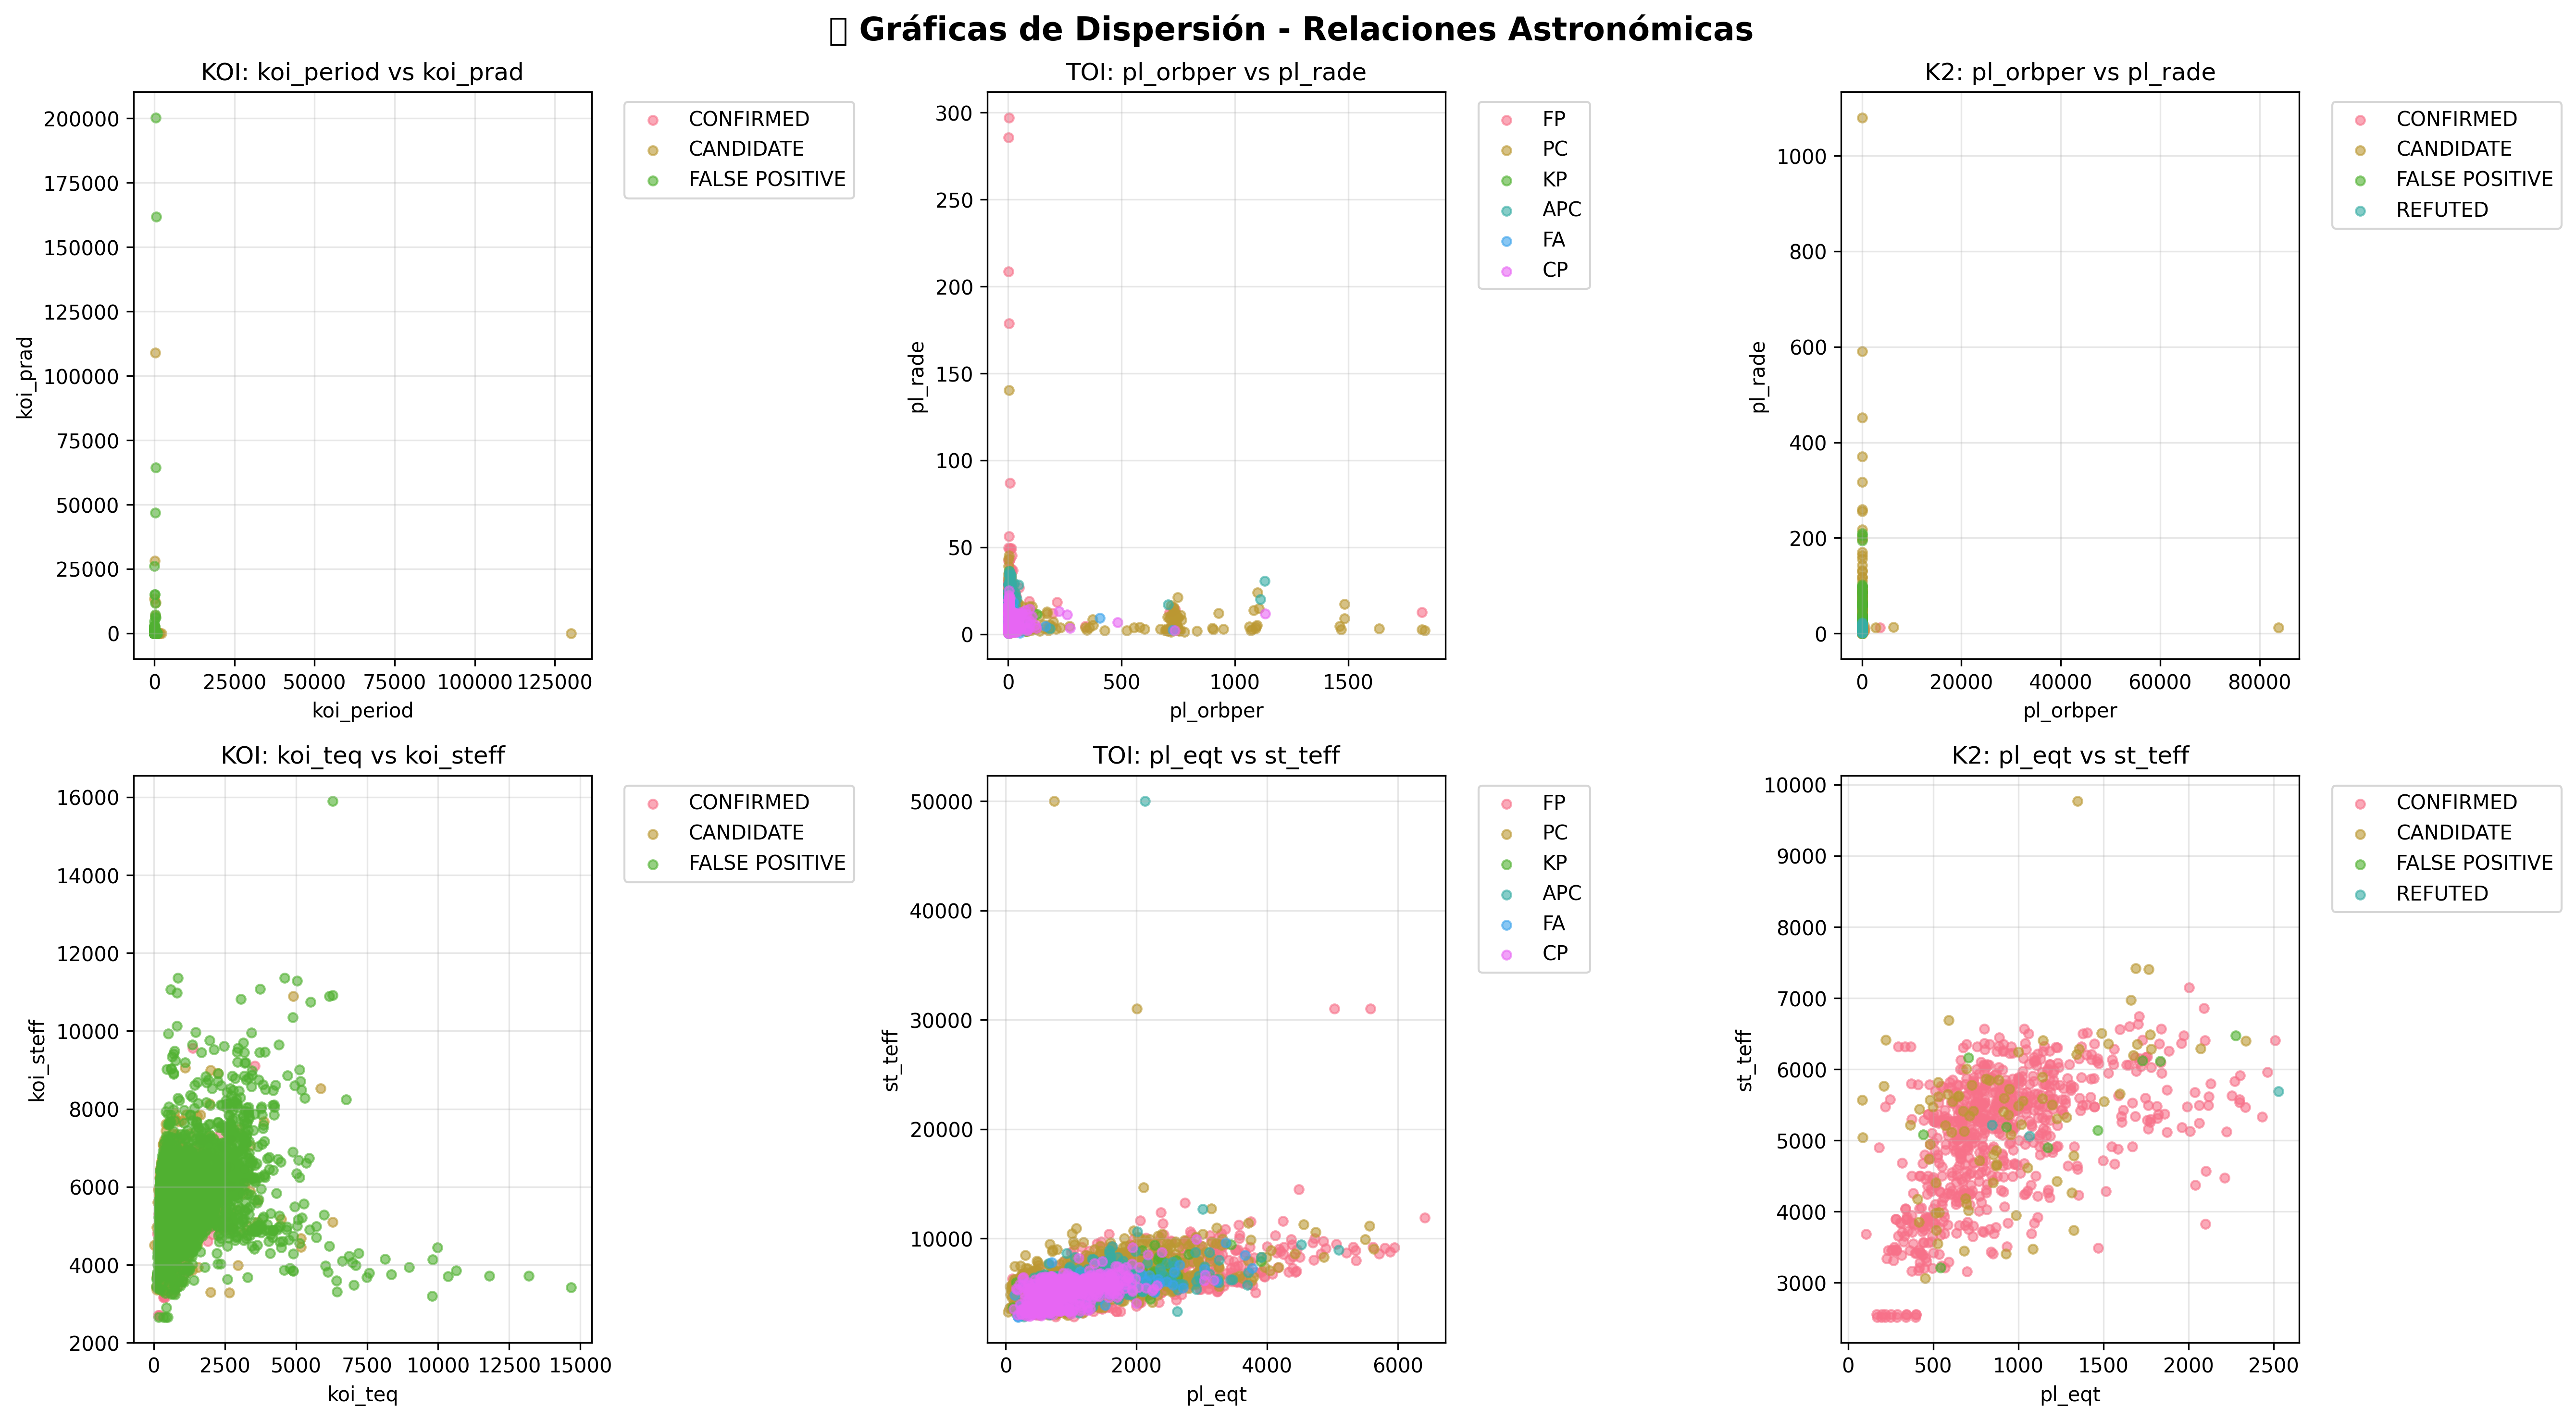 Gráficas de Dispersión - Relaciones Astronómicas
KOI: koi_period vs koi_prad
koi_prad
200000
175000
150000
125000
100000
75000
50000
25000
0
0 25000 50000 75000 100000 125000
koi_period
CONFIRMED
CANDIDATE
FALSE POSITIVE
TOI: pl_orbper vs pl_rade
pl_rade
300
250
200
150
100
50
0
0 500 1000 1500
pl_orbper
FP
PC
KP
APC
FA
CP
K2: pl_orbper vs pl_rade
pl_rade
1000
800
600
400
200
0
0 20000 40000 60000 80000
pl_orbper
CONFIRMED
CANDIDATE
FALSE POSITIVE
REFUTED
KOI: koi_teq vs koi_steff
koi_steff
16000
14000
12000
10000
8000
6000
4000
2000
0 2500 5000 7500 10000 12500 15000
koi_teq
CONFIRMED
CANDIDATE
FALSE POSITIVE
TOI: pl_eqt vs st_teff
st_teff
50000
40000
30000
20000
10000
0 2000 4000 6000
pl_eqt
FP
PC
KP
APC
FA
CP
K2: pl_eqt vs st_teff
st_teff
10000
9000
8000
7000
6000
5000
4000
3000
0 500 1000 1500 2000 2500
pl_eqt
CONFIRMED
CANDIDATE
FALSE POSITIVE
REFUTED